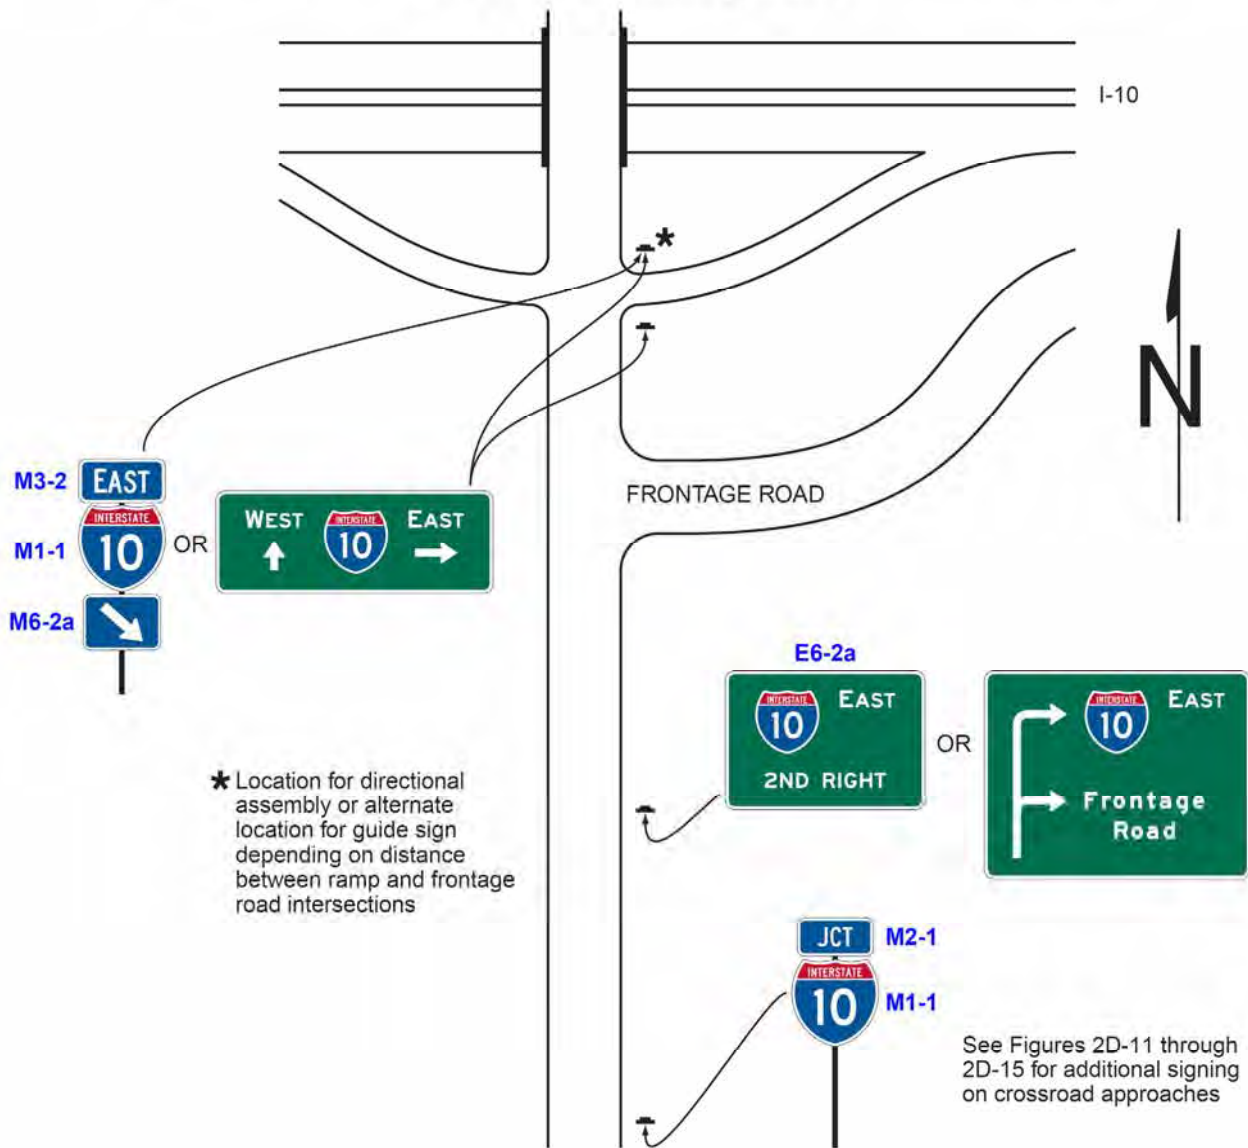 I-10
*
N
FRONTAGE ROAD
M3-2
EAST
M1-1
INTERSTATE
10
M6-2a
OR
WEST
INTERSTATE
10
EAST
E6-2a
INTERSTATE
10
EAST
2ND RIGHT
OR
INTERSTATE
10
EAST
Frontage
Road
* Location for directional
assembly or alternate
location for guide sign
depending on distance
between ramp and frontage
road intersections
JCT
M2-1
INTERSTATE
10
M1-1
See Figures 2D-11 through
2D-15 for additional signing
on crossroad approaches